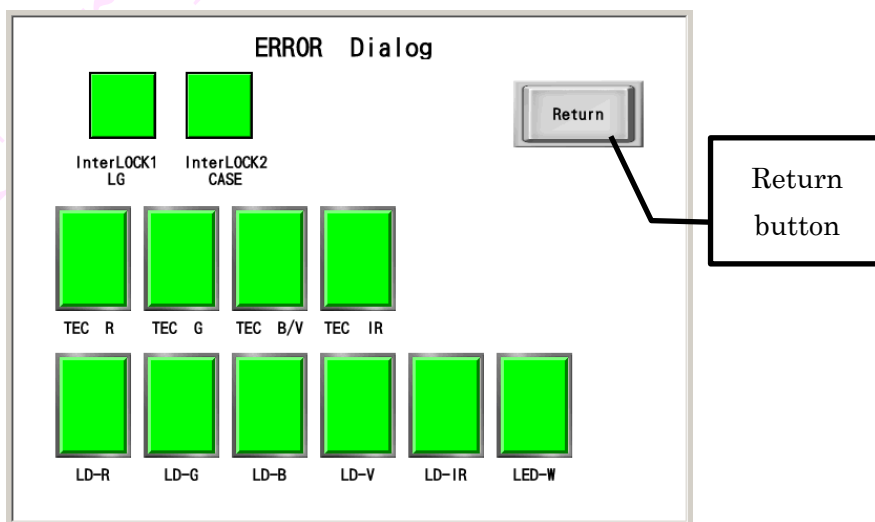 ERROR Dialog
Return
InterLOCK1 InterLOCK2
LG CASE
Return
button
TEC R TEC G TEC B/V TEC IR
LD-R LD-G LD-B LD-V LD-IR LED-W